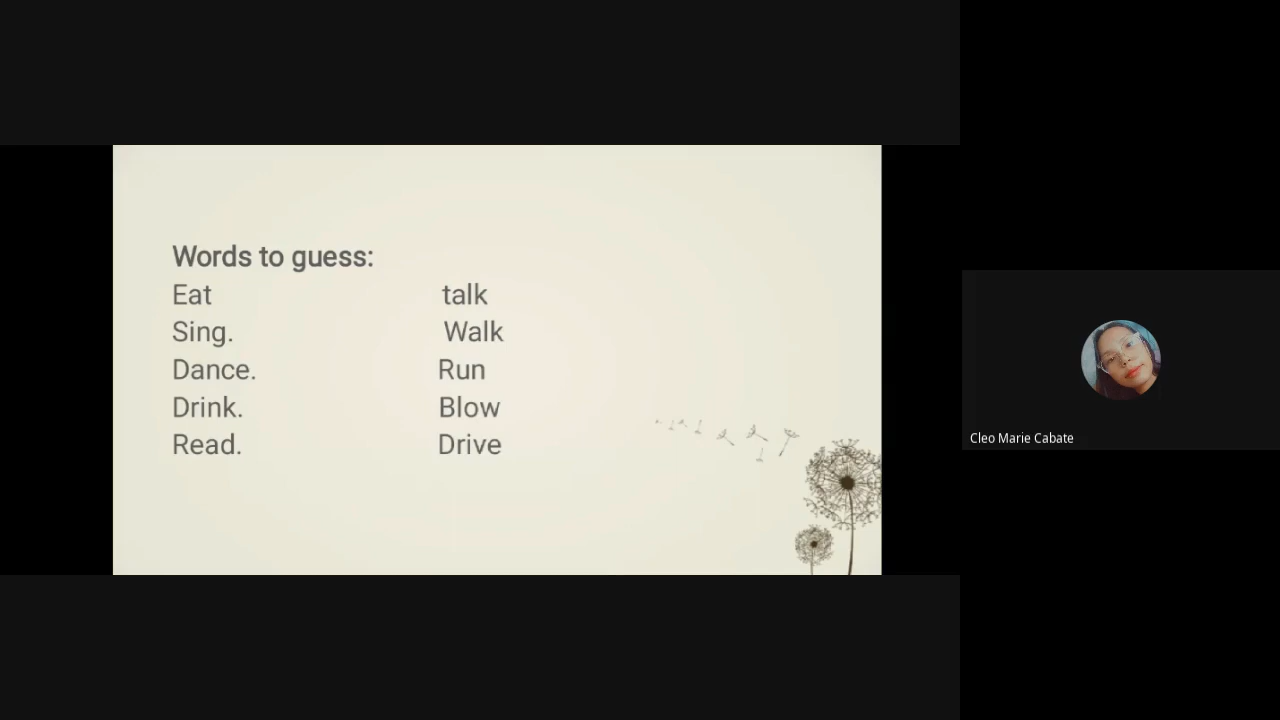 Words to guess:
Eat talk
Sing. Walk
Dance. Run
Drink. Blow
Read. Drive
Cleo Marie Cabate